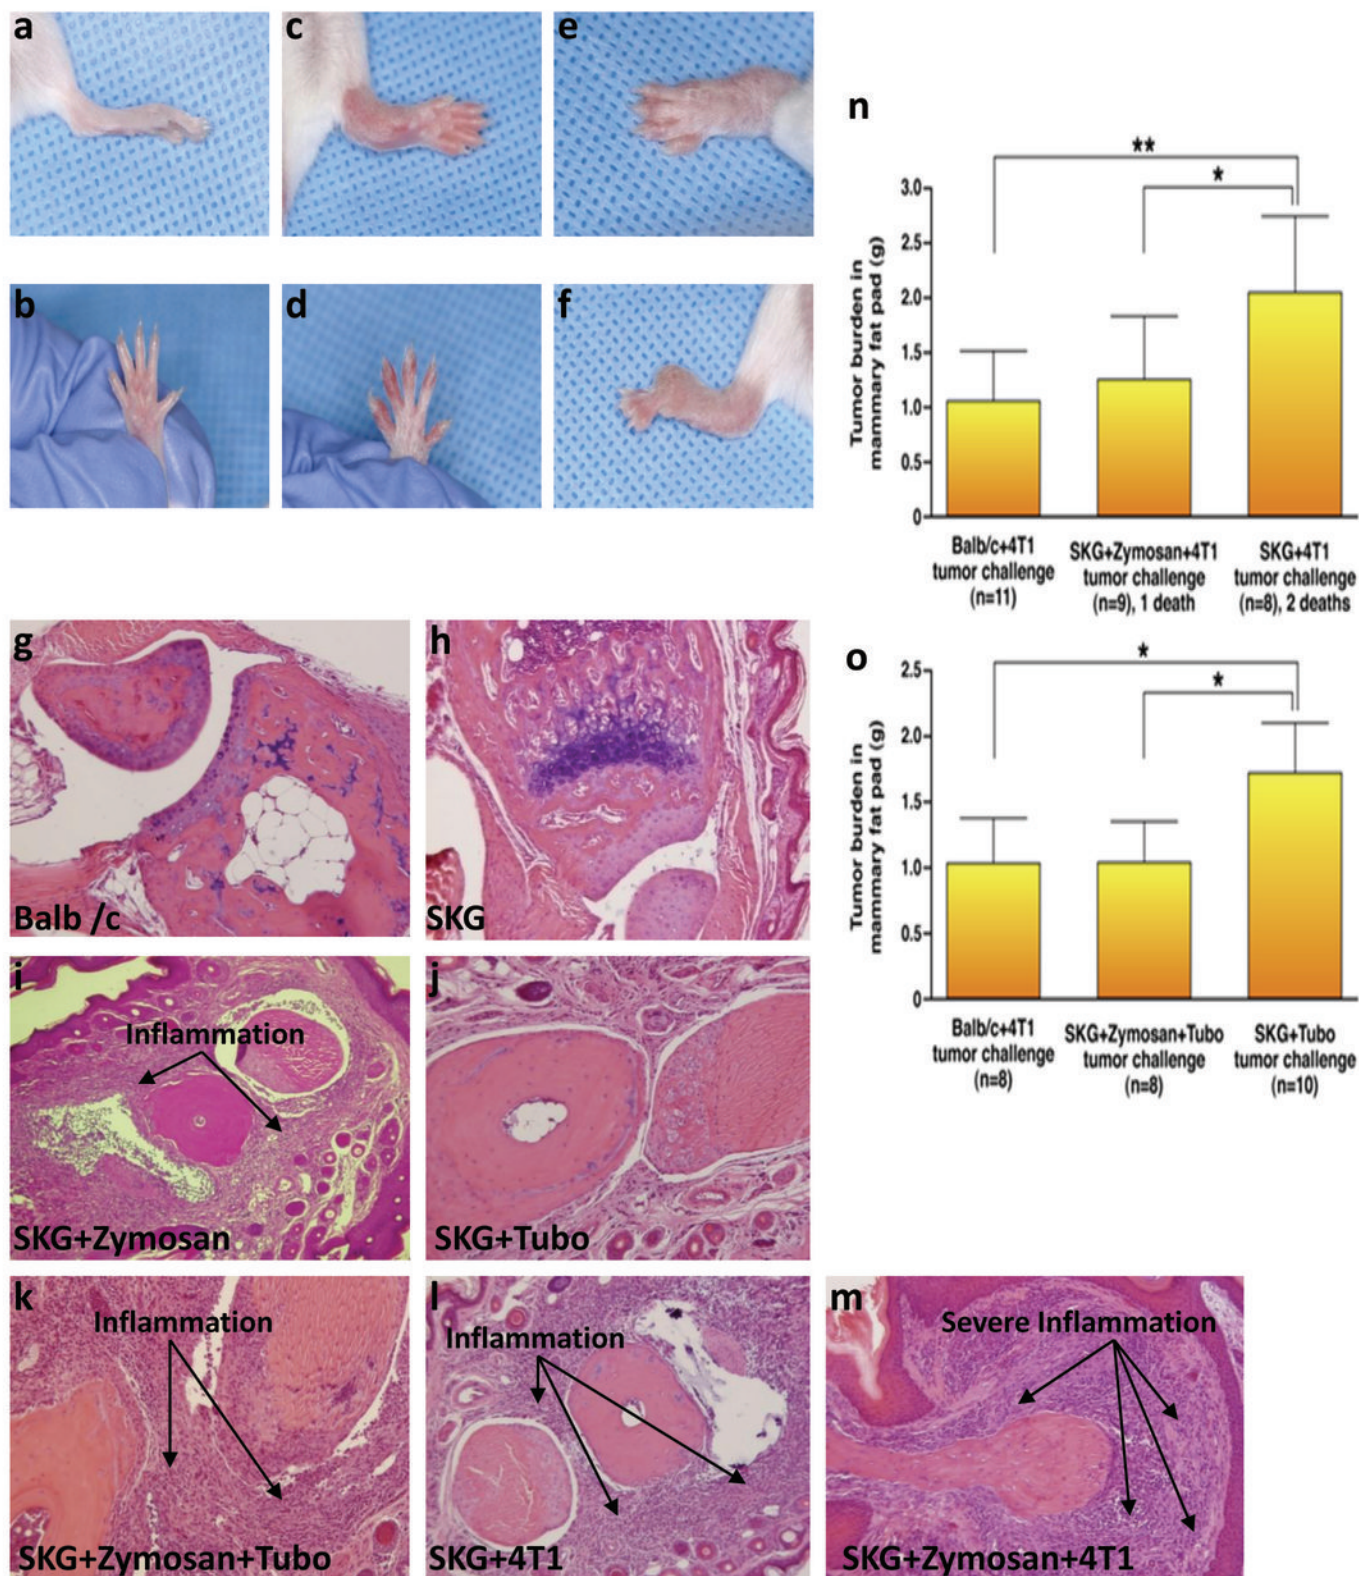 a
c
e
b
d
f
n
**
*
3.0
2.5
2.0
1.5
1.0
0.5
0
Tumor burden in
mammary fat pad (g)
Balb/c+4T1
tumor challenge
(n=11)
SKG+Zymosan+4T1
tumor challenge
(n=9), 1 death
SKG+4T1
tumor challenge
(n=8), 2 deaths
g
Balb /c
h
SKG
o
*
*
2.5
2.0
1.5
1.0
0.5
0
Tumor burden in
mammary fat pad (g)
Balb/c+4T1
tumor challenge
(n=8)
SKG+Zymosan+Tubo
tumor challenge
(n=8)
SKG+Tubo
tumor challenge
(n=10)
i
Inflammation
SKG+Zymosan
j
SKG+Tubo
k
Inflammation
SKG+Zymosan+Tubo
l
Inflammation
SKG+4T1
m
Severe Inflammation
SKG+Zymosan+4T1